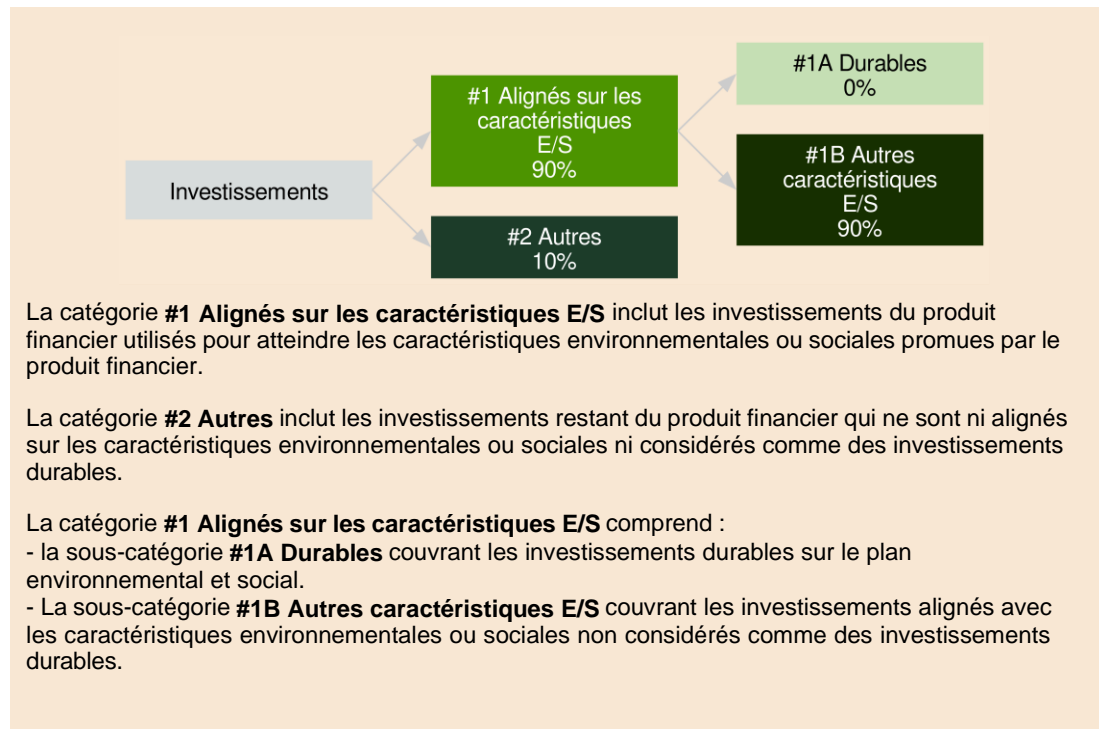 #1A Durables
0%
#1 Alignés sur les
caractéristiques
E/S
90%
#1B Autres
caractéristiques
E/S
90%
Investissements
#2 Autres
10%
La catégorie #1 Alignés sur les caractéristiques E/S inclut les investissements du produit
financier utilisés pour atteindre les caractéristiques environnementales ou sociales promues par le
produit financier.
La catégorie #2 Autres inclut les investissements restant du produit financier qui ne sont ni alignés
sur les caractéristiques environnementales ou sociales ni considérés comme des investissements
durables.
La catégorie #1 Alignés sur les caractéristiques E/S comprend :
- la sous-catégorie #1A Durables couvrant les investissements durables sur le plan
environnemental et social.
- La sous-catégorie #1B Autres caractéristiques E/S couvrant les investissements alignés avec
les caractéristiques environnementales ou sociales non considérés comme des investissements
durables.